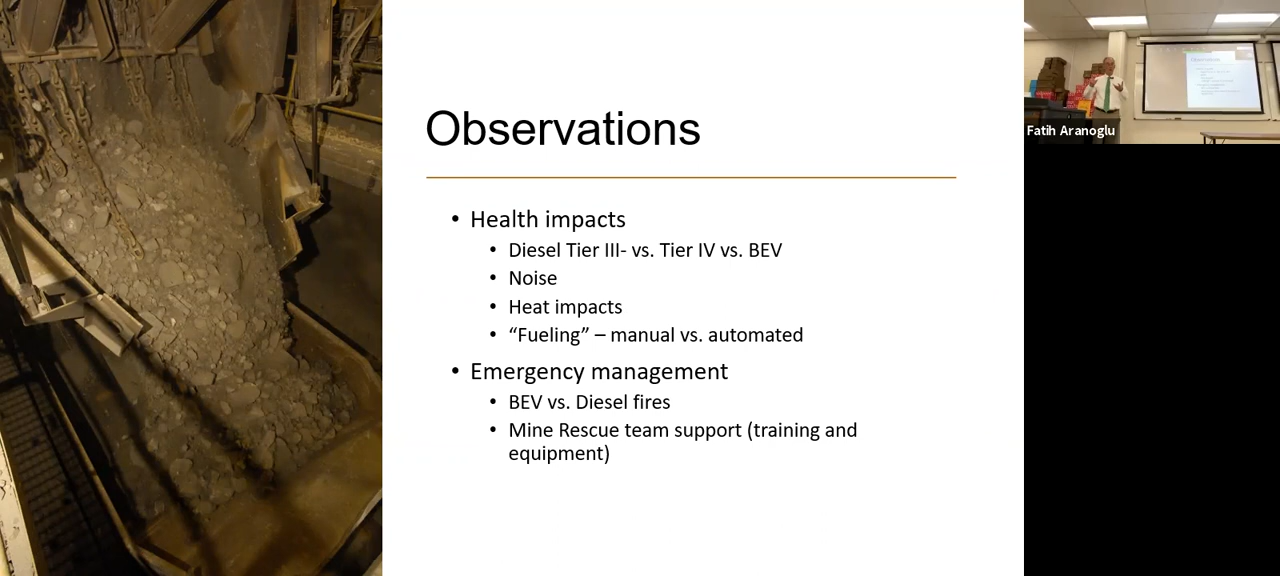 Observations
• Health impacts
• Diesel Tier III- vs. Tier IV vs. BEV
• Noise
• Heat impacts
• “Fueling” – manual vs. automated
• Emergency management
• BEV vs. Diesel fires
• Mine Rescue team support (training and
equipment)
Fatih Aranoglu